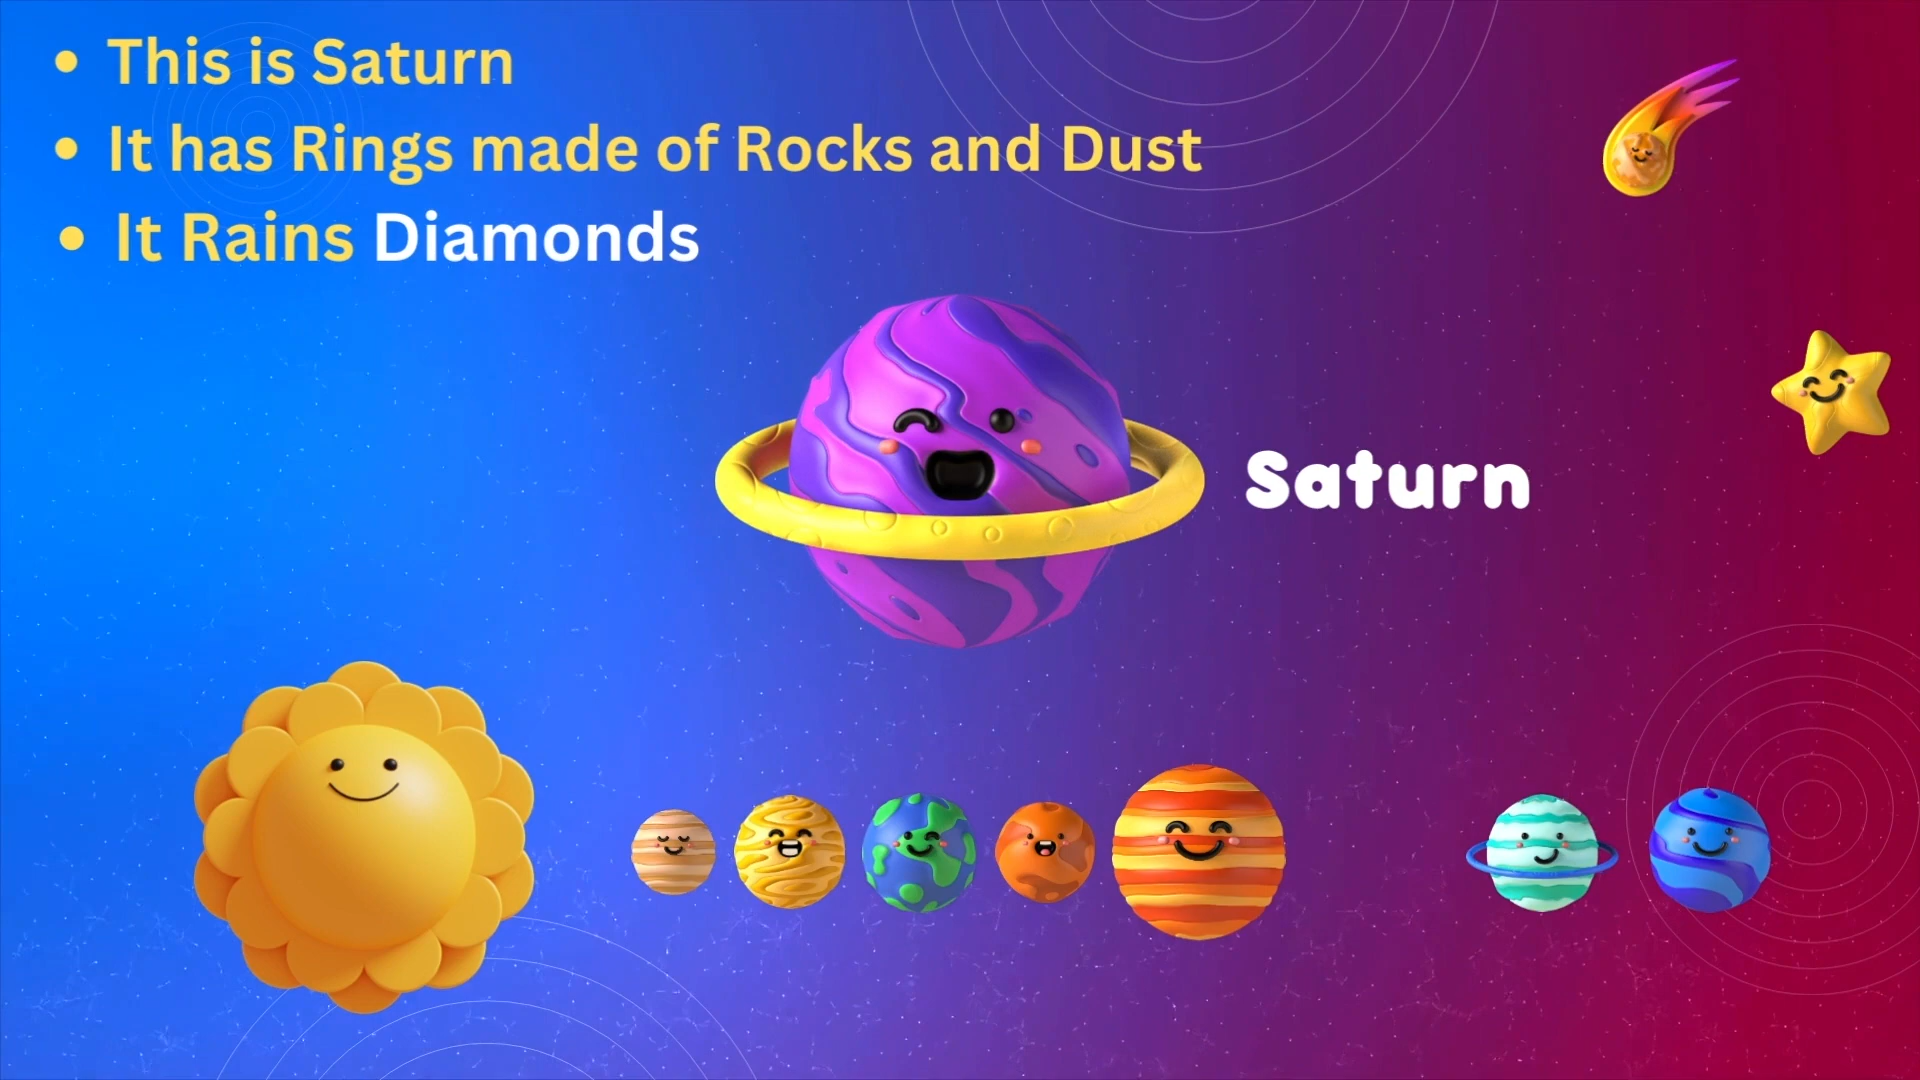 • This is Saturn
• It has Rings made of Rocks and Dust
• It Rains Diamonds
Saturn